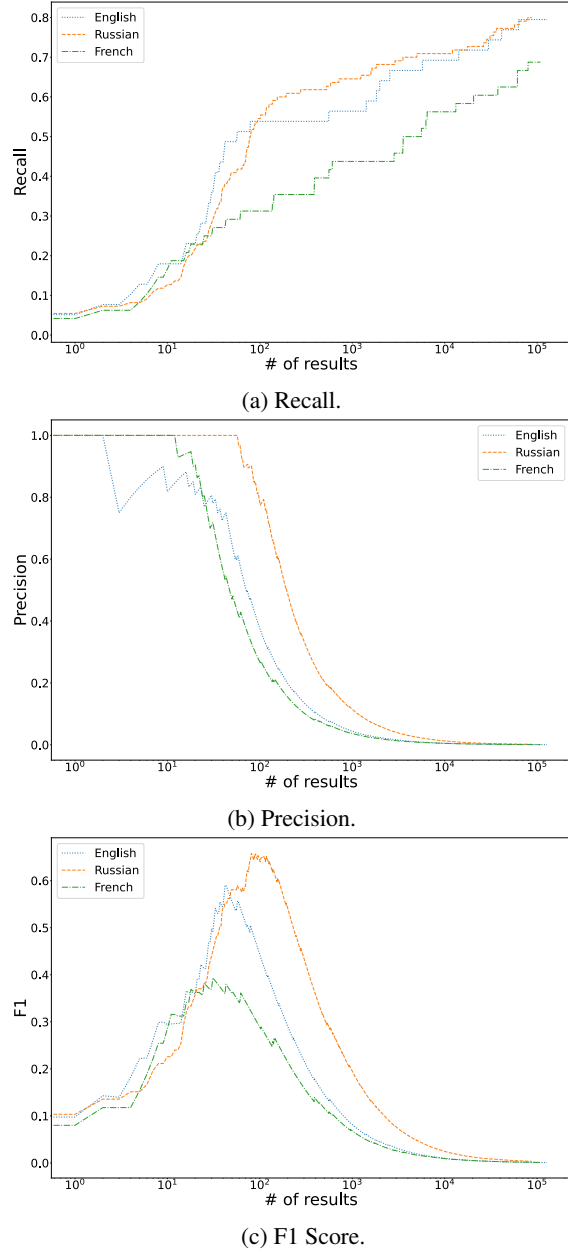 English
Russian
French
0.8
0.7
0.6
0.5
0.4
0.3
0.2
0.1
0.0
Recall
10^0
10^1
10^2
10^3
10^4
10^5
# of results
(a) Recall.
English
Russian
French
1.0
0.8
0.6
0.4
0.2
0.0
Precision
10^0
10^1
10^2
10^3
10^4
10^5
# of results
(b) Precision.
English
Russian
French
0.6
0.5
0.4
0.3
0.2
0.1
0.0
F1
10^0
10^1
10^2
10^3
10^4
10^5
# of results
(c) F1 Score.